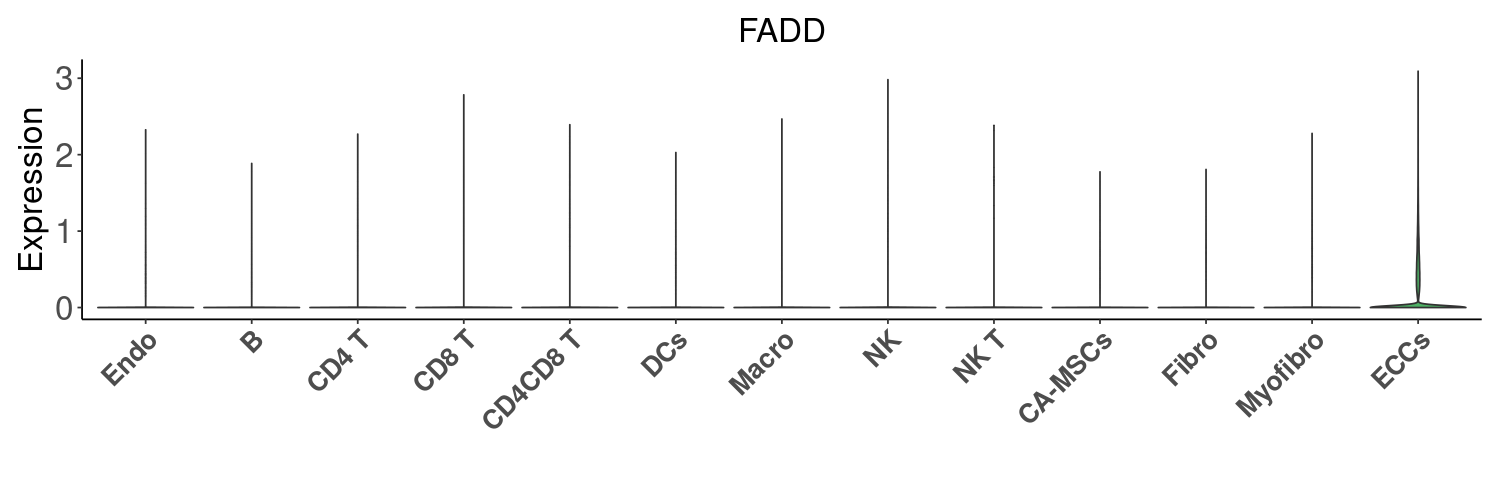 FADD
Expression
3
2
1
0
Endo
B
CD4 T
CD8 T
CD4CD8 T
DCs
Macro
NK
NK T
CA-MSCs
Fibro
Myofibro
ECCs